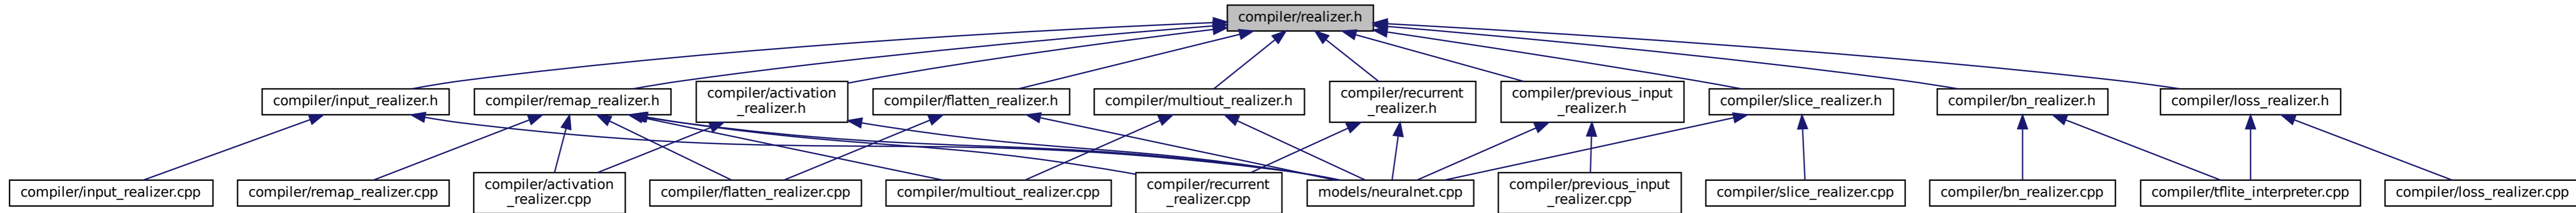 compiler/realizer.h
compiler/input_realizer.h
compiler/remap_realizer.h
compiler/activation
_realizer.h
compiler/flatten_realizer.h
compiler/multiout_realizer.h
compiler/recurrent
_realizer.h
compiler/previous_input
_realizer.h
compiler/slice_realizer.h
compiler/bn_realizer.h
compiler/loss_realizer.h
compiler/input_realizer.cpp
compiler/remap_realizer.cpp
compiler/activation
_realizer.cpp
compiler/flatten_realizer.cpp
compiler/multiout_realizer.cpp
compiler/recurrent
_realizer.cpp
models/neuralnet.cpp
compiler/previous_input
_realizer.cpp
compiler/slice_realizer.cpp
compiler/bn_realizer.cpp
compiler/tflite_interpreter.cpp
compiler/loss_realizer.cpp